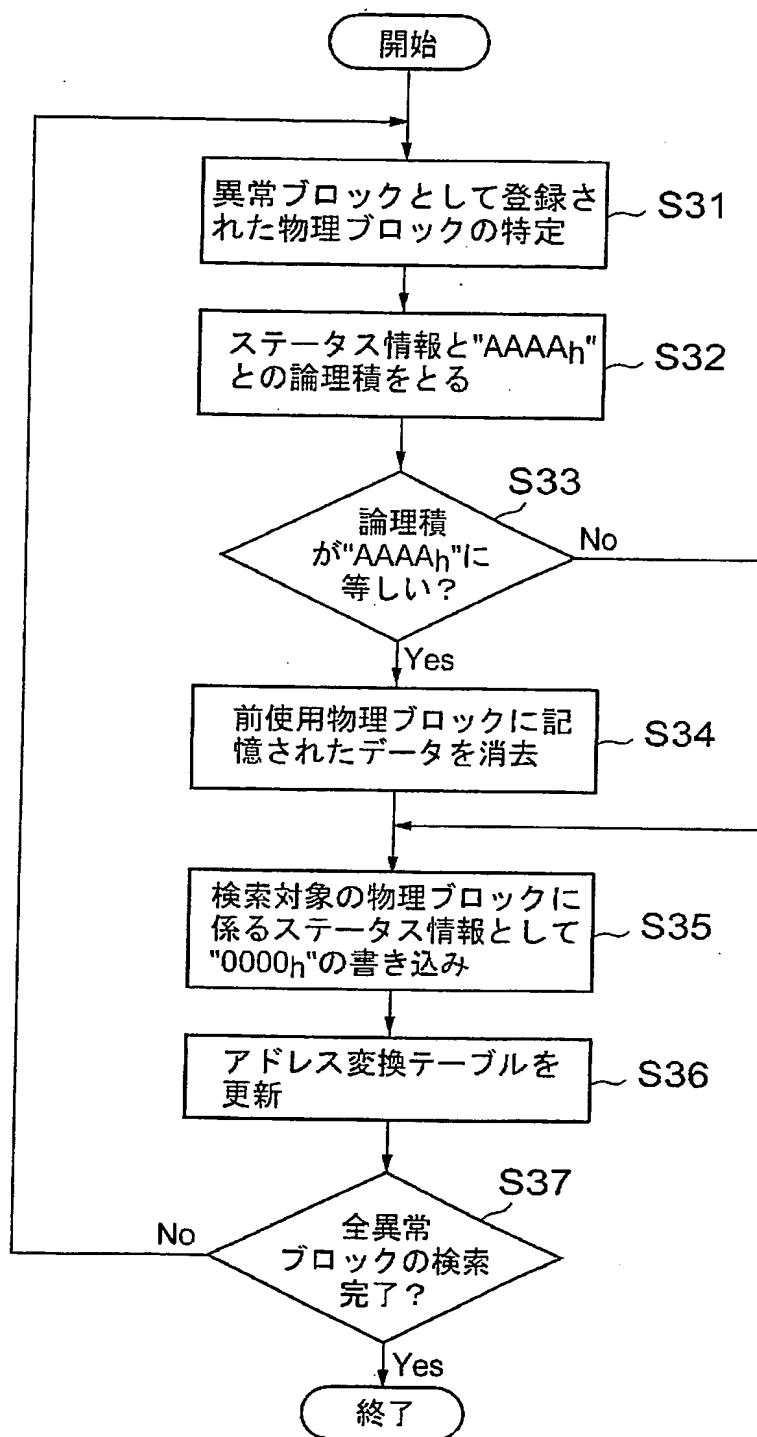 開始
異常ブロックとして登録さ
れた物理ブロックの特定
S31
ステータス情報と"AAAAh"
との論理積をとる
S32
S33
論理積
が"AAAAh"に
等しい？
No
Yes
前使用物理ブロックに記
憶されたデータを消去
S34
検索対象の物理ブロックに
係るステータス情報として
"0000h"の書き込み
S35
アドレス変換テーブルを
更新
S36
S37
全異常
ブロックの検索
完了？
No
Yes
終了